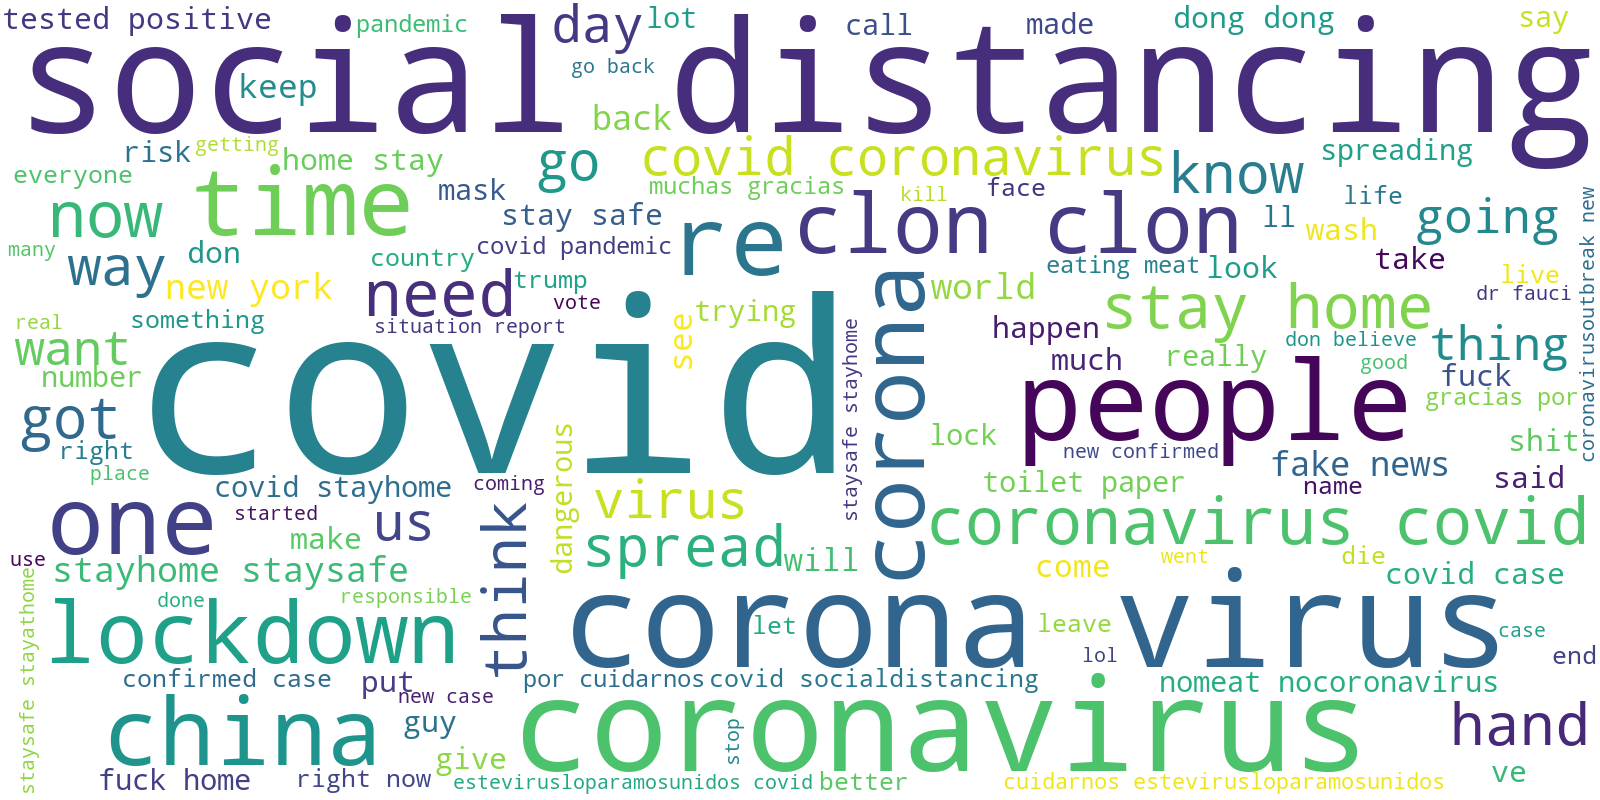 tested positive
pandemic
day
lot
call
made
dong dong
say
social distancing
go back
keep
back
risk
getting
home stay
go
covid coronavirus
know
spreading
everyone
time
mask
muchas gracias
kill
face
life
now
stay safe
re
clon clon
ll
wash
going
coronavirusoutbreak new
many
way
don
country
covid pandemic
eating meat
look
take
new york
need
trump
vote
corona
world
stay home
live
dr fauci
real
something
situation report
see
trying
want
number
covid
staysafe stayhome
happen
much
really
don believe
good
thing
fuck
got
people
gracias por
right
place
lock
new confirmed
fake news
shit
covid stayhome
coming
dangerous
virus
toilet paper
name
said
one
started
us
think
spread
will
coronavirus covid
make
use
stayhome staysafe
come
went
die
covid case
staysafe stayathome
done
responsible
lockdown
corona virus
let
leave
lol
case
end
confirmed case
put
new case
por cuidarnos
covid socialdistancing
nomeat nocoronavirus
china
guy
coronavirus
stop
hand
give
fuck home
right now
estevirusloparamosunidos covid
better
cuidarnos estevirusloparamosunidos
ve